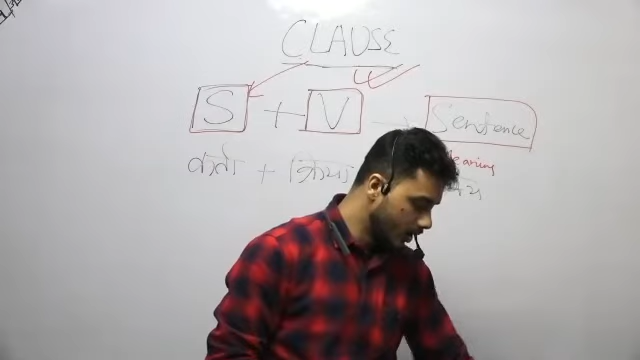 CLAUSE
S + V → Sentence
कर्ता + क्रिया